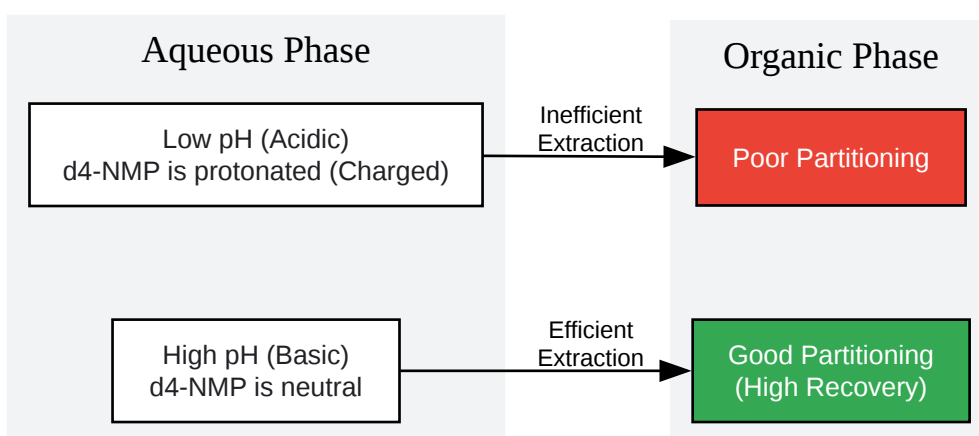 Aqueous Phase
Organic Phase
Low pH (Acidic)
d4-NMP is protonated (Charged)
Inefficient
Extraction
Poor Partitioning
High pH (Basic)
d4-NMP is neutral
Efficient
Extraction
Good Partitioning
(High Recovery)